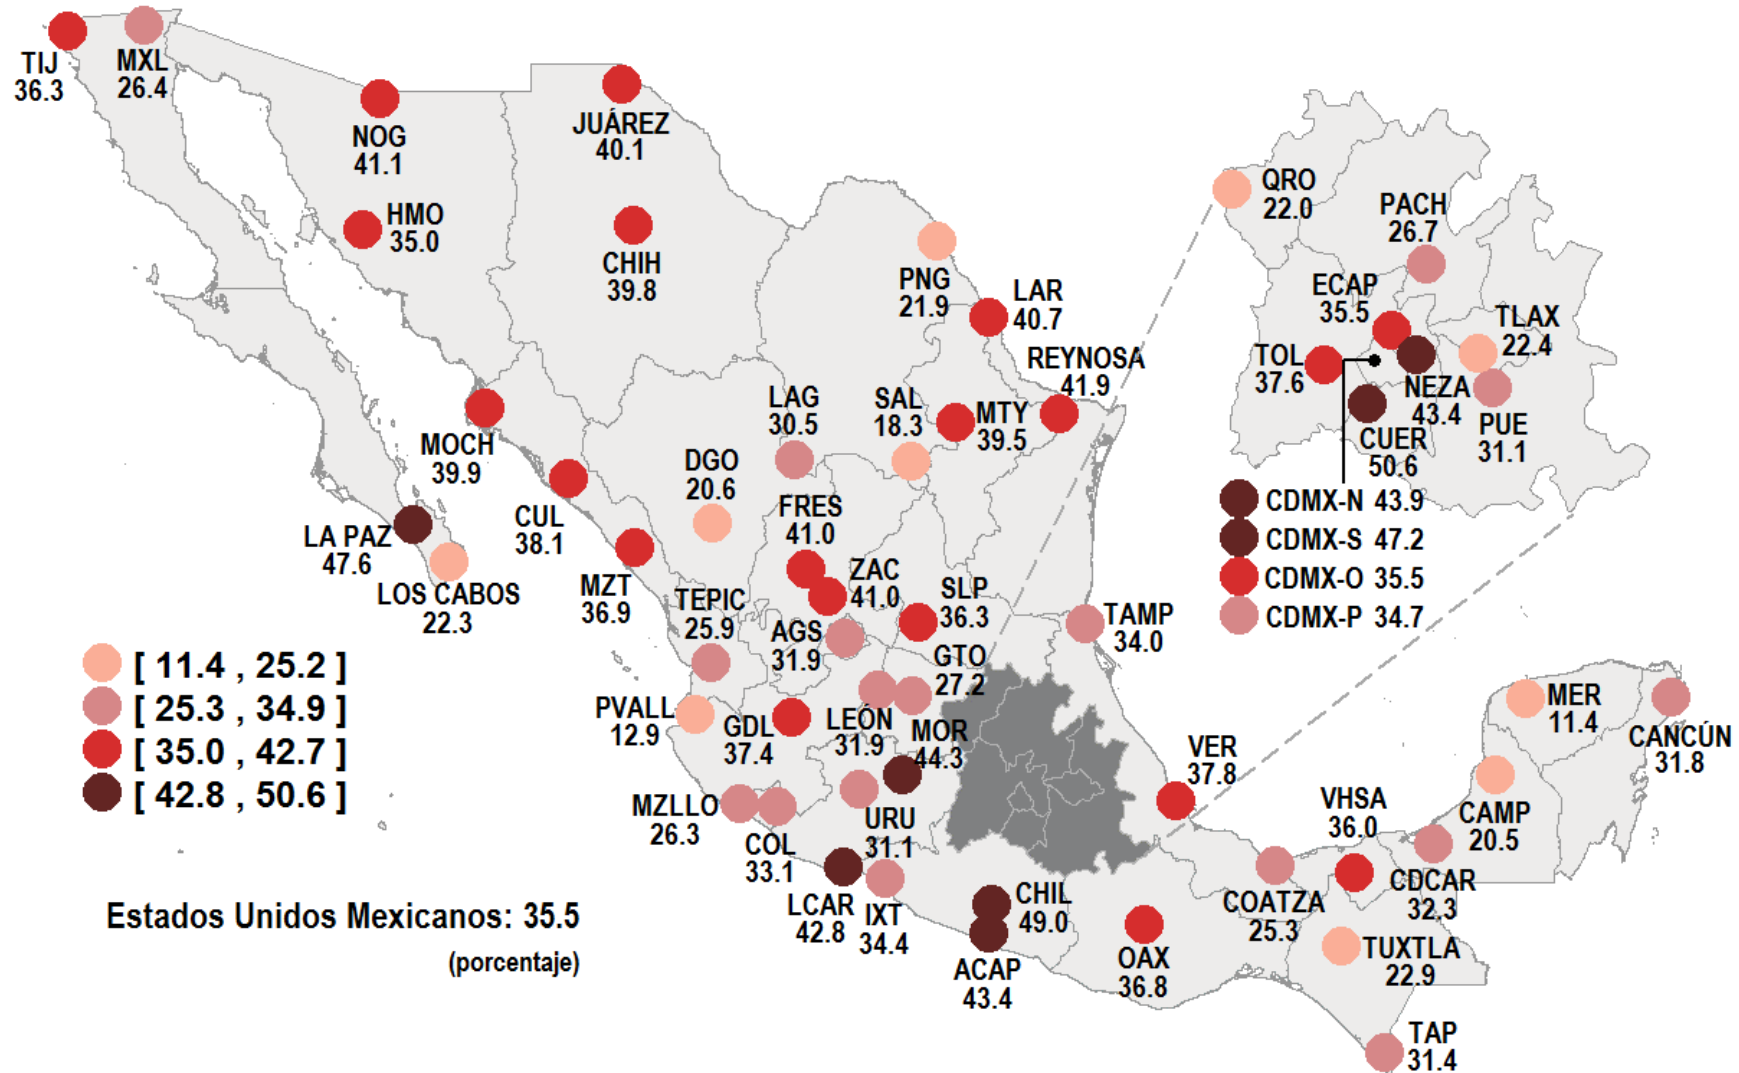 TIJ
36.3
MXL
26.4
NOG
41.1
HMO
35.0
JUÁREZ
40.1
CHIH
39.8
PNG
21.9
LAR
40.7
REYNOSA
41.9
LAG
30.5
SAL
18.3
MTY
39.5
MOCH
39.9
DGO
20.6
CUL
38.1
FRES
41.0
LA PAZ
47.6
LOS CABOS
22.3
MZT
36.9
ZAC
41.0
SLP
36.3
TEPIC
25.9
AGS
31.9
GTO
27.2
TAMP
34.0
PVALL
12.9
GDL
37.4
LEÓN
31.9
MOR
44.3
MZLLO
26.3
COL
33.1
URU
31.1
LCAR
42.8
IXT
34.4
CHIL
49.0
ACAP
43.4
OAX
36.8
VER
37.8
COATZA
25.3
VHSA
36.0
CDCAR
32.3
TUXTLA
22.9
TAP
31.4
CAMP
20.5
MER
11.4
CANCÚN
31.8
QRO
22.0
PACH
26.7
ECAP
35.5
TLAX
22.4
TOL
37.6
NEZA
43.4
PUE
31.1
CUER
50.6
CDMX-N 43.9
CDMX-S 47.2
CDMX-O 35.5
CDMX-P 34.7
[ 11.4 , 25.2 ]
[ 25.3 , 34.9 ]
[ 35.0 , 42.7 ]
[ 42.8 , 50.6 ]
Estados Unidos Mexicanos: 35.5
(porcentaje)